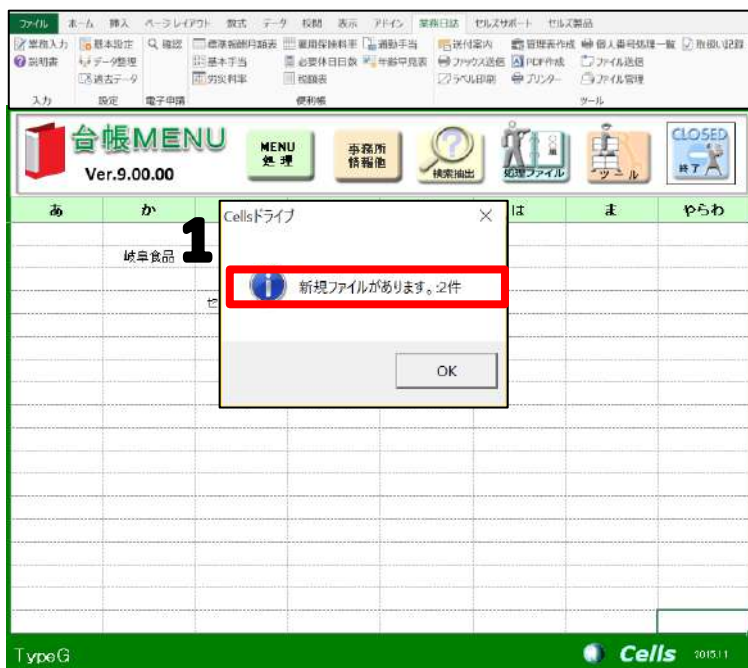 ファイル ホーム 挿入 ページレイアウト 数式 データ 校閲 表示 アドイン 業務日誌 セルズサポート セルズ製品
業務入力 基本設定 確認 標準報酬月額表 雇用保険料率 通勤手当 送付案内 管理表作成 個人番号処理一覧 取扱い記録
説明書 データ整理 基本手当 必要休日日数 年齢早見表 ファックス送信 PDF作成 ファイル送信
過去データ 労災料率 税額表 ラベル印刷 プリンター ファイル管理
入力 設定 電子申請 便利帳 ツール
台帳MENU
Ver.9.00.00
MENU
処理
事務所
情報他
検索抽出
処理ファイル
ツール
CLOSED
終了
あ か は ま やらわ
Cellsドライブ
岐阜食品
1
新規ファイルがあります。:2件
セ
OK
TypeG
Cells 2015.11